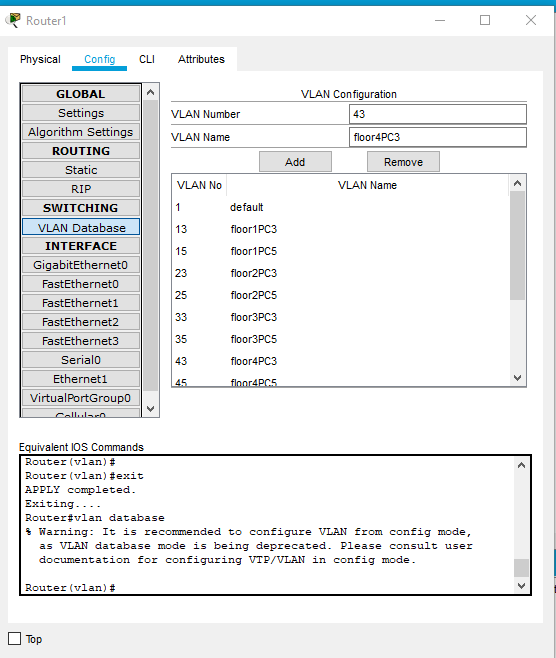 Router1
Physical Config CLI Attributes
GLOBAL
Settings
Algorithm Settings
ROUTING
Static
RIP
SWITCHING
VLAN Database
INTERFACE
GigabitEthernet0
FastEthernet0
FastEthernet1
FastEthernet2
FastEthernet3
Serial0
Ethernet1
VirtualPortGroup0
Cellular0
VLAN Configuration
VLAN Number 43
VLAN Name floor4PC3
Add Remove
VLAN No VLAN Name
1 default
13 floor1PC3
15 floor1PC5
23 floor2PC3
25 floor2PC5
33 floor3PC3
35 floor3PC5
43 floor4PC3
45 floor4PC5
Equivalent IOS Commands
Router(vlan)#
Router(vlan)#exit
APPLY completed.
Exiting....
Router#vlan database
% Warning: It is recommended to configure VLAN from config mode,
as VLAN database mode is being deprecated. Please consult user
documentation for configuring VTP/VLAN in config mode.
Router(vlan)#
Top